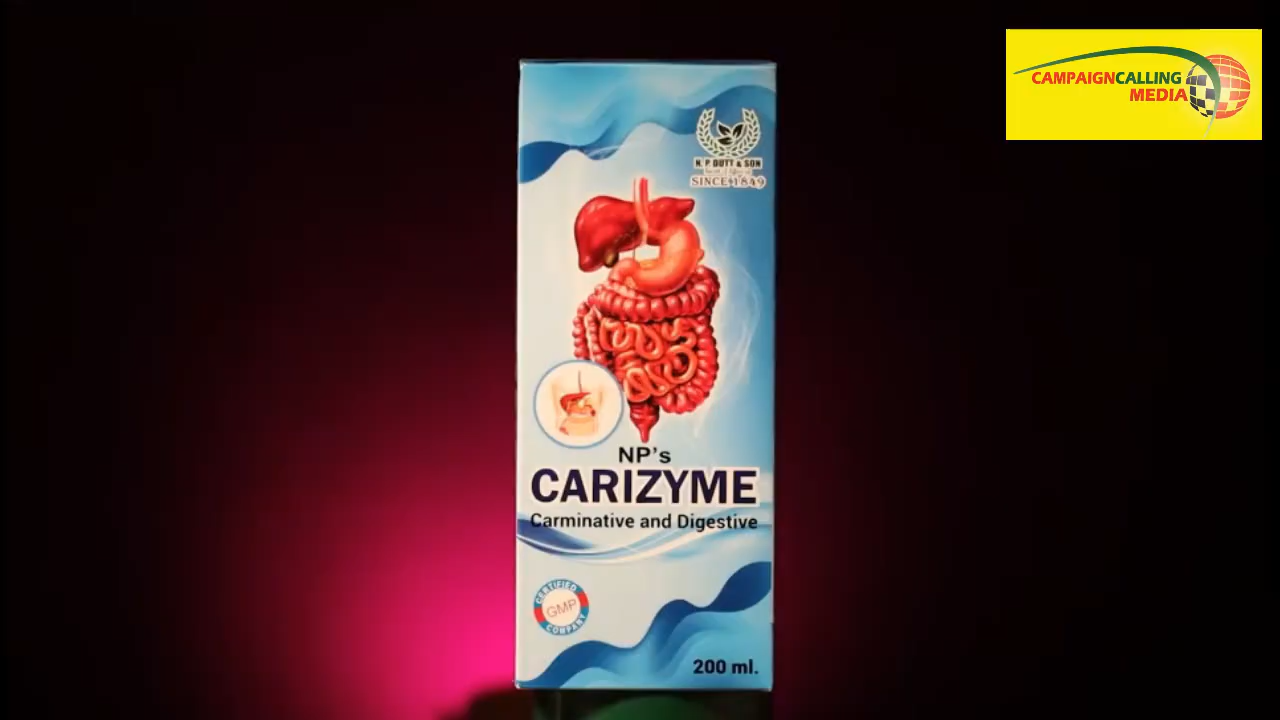 CAMPAIGNCALLING
MEDIA
N. P. DUTT & SON
SINCE 1849
NP's
CARIZYME
Carminative and Digestive
CERTIFIED
GMP
COMPANY
200 ml.